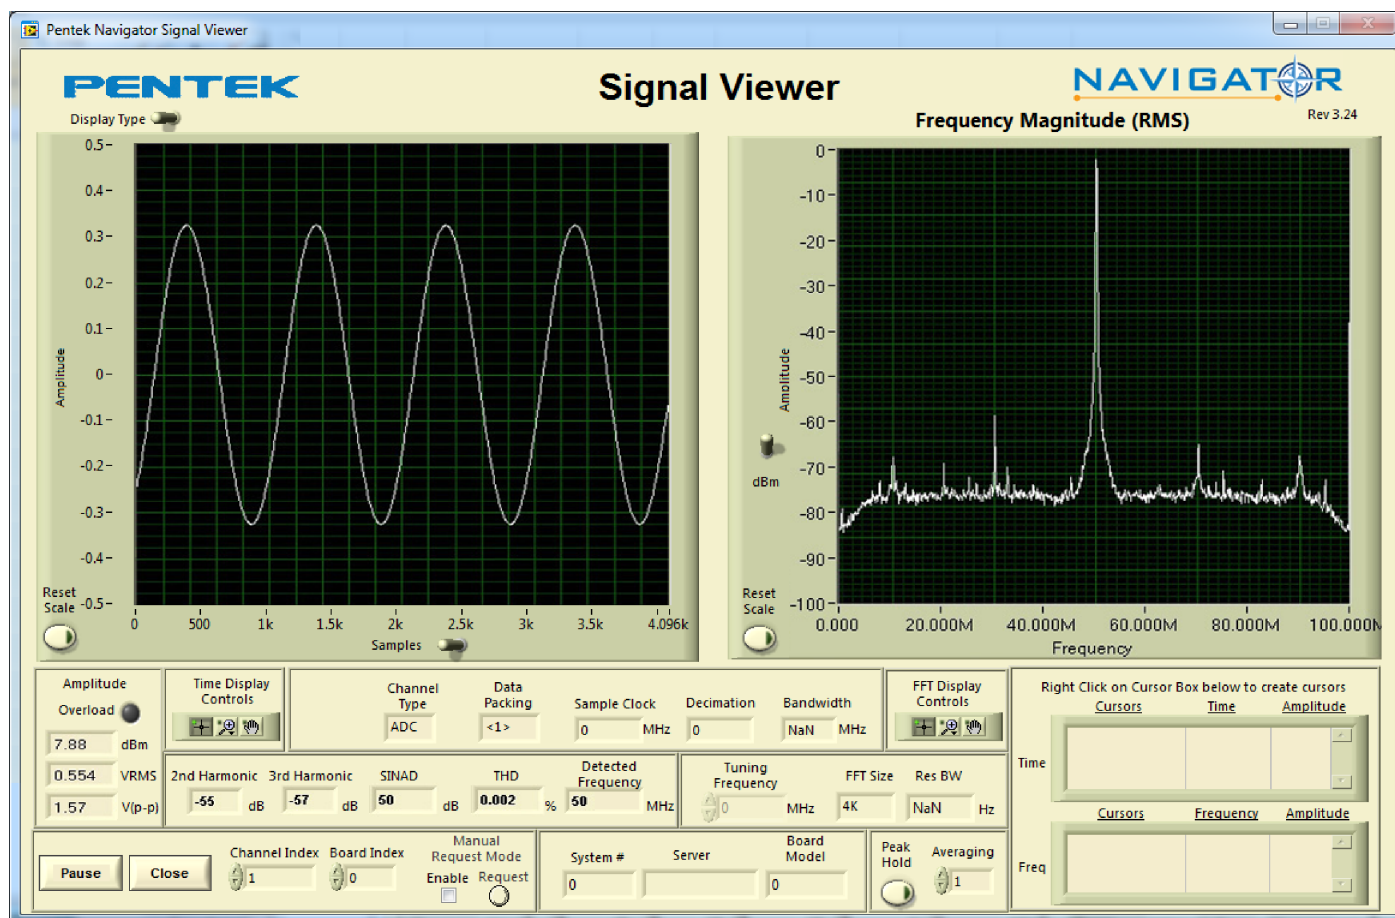 Pentek Navigator Signal Viewer
PENTEK
Signal Viewer
NAVIGATOR
Rev 3.24
Display Type
Frequency Magnitude (RMS)
0.5
0.4
0.3
0.2
0.1
0
-0.1
-0.2
-0.3
-0.4
-0.5
Amplitude
Reset
Scale
0 500 1k 1.5k 2k 2.5k 3k 3.5k 4.096k
Samples
0
-10
-20
-30
-40
-50
-60
-70
-80
-90
-100
Amplitude
dBm
Reset
Scale
0.000 20.000M 40.000M 60.000M 80.000M 100.000M
Frequency
Amplitude
Overload
7.88 dBm
0.554 VRMS
1.57 V(p-p)
Time Display
Controls
Channel
Type
ADC
Data
Packing
<1>
Sample Clock
0 MHz
Decimation
0
Bandwidth
NaN MHz
FFT Display
Controls
2nd Harmonic
-55 dB
3rd Harmonic
-57 dB
SINAD
50 dB
THD
0.002 %
Detected
Frequency
50 MHz
Tuning
Frequency
0 MHz
FFT Size
4K
Res BW
NaN Hz
Right Click on Cursor Box below to create cursors
Cursors Time Amplitude
Time
Cursors Frequency Amplitude
Freq
Pause
Close
Channel Index
1
Board Index
0
Manual
Request Mode
Enable Request
System #
0
Server
Board
Model
0
Peak
Hold
Averaging
1